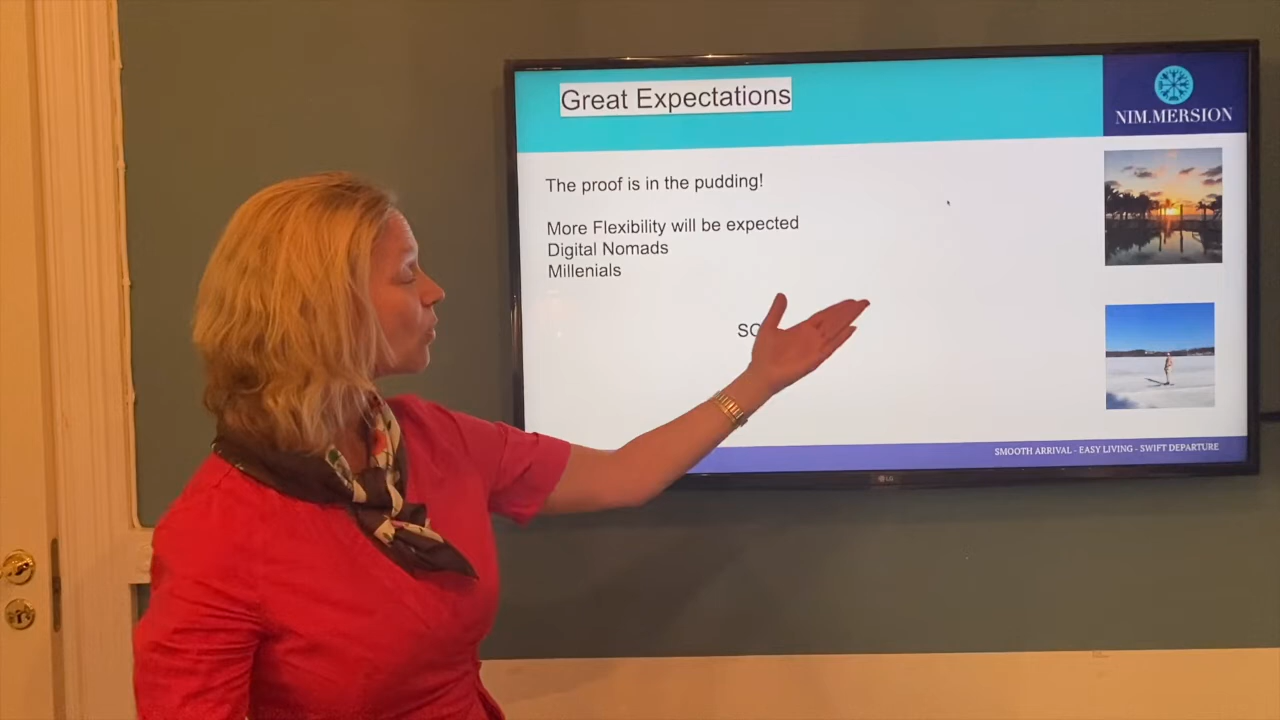 Great Expectations
NIM.MERSION
The proof is in the pudding!
More Flexibility will be expected
Digital Nomads
Millenials
SMOOTH ARRIVAL - EASY LIVING - SWIFT DEPARTURE
LG